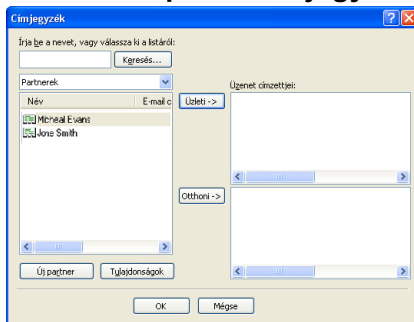 Címjegyzék
Írja be a nevet, vagy válassza ki a listáról:
Keresés...
Partnerek
Üzenet címzettjei:
Név E-mail c
Üzleti ->
Micheal Evans
Jone Smith
Otthoni ->
Új partner
Tulajdonságok
OK
Mégse